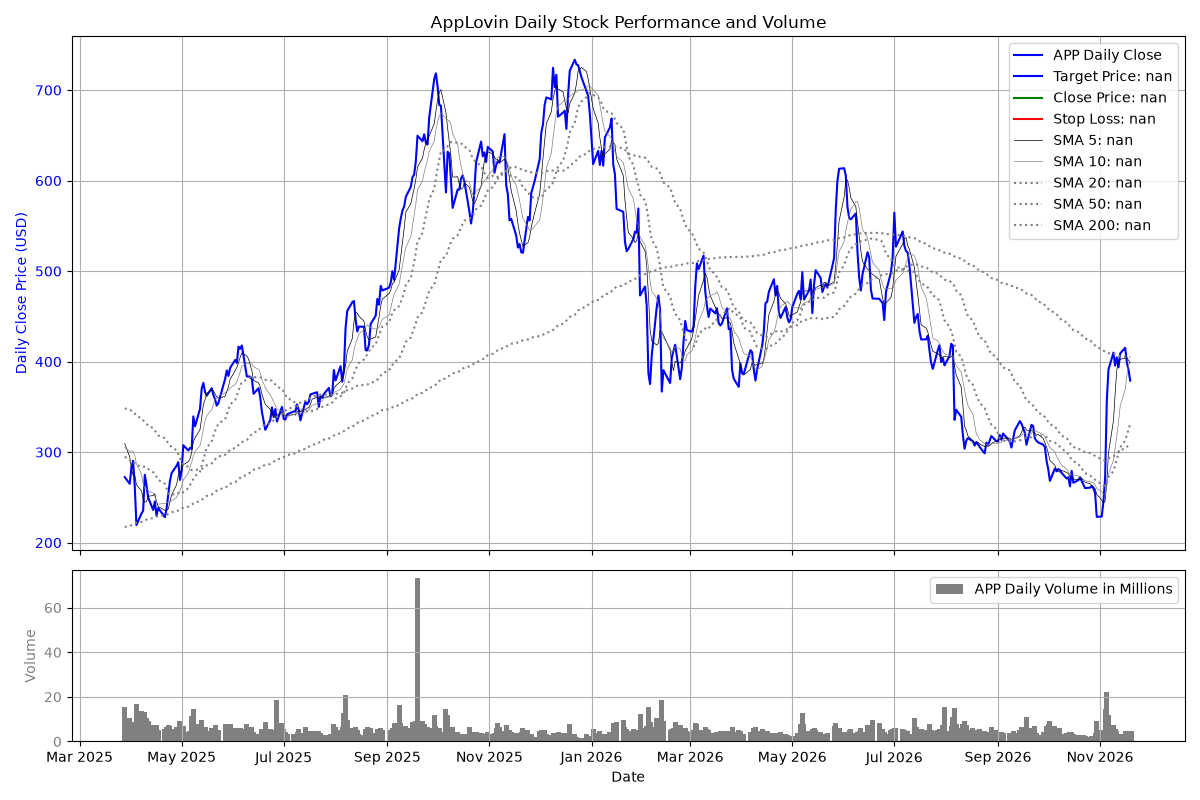 AppLovin Daily Stock Performance and Volume
Daily Close Price (USD)
700
600
500
400
300
200
APP Daily Close
Target Price: nan
Close Price: nan
Stop Loss: nan
SMA 5: nan
SMA 10: nan
SMA 20: nan
SMA 50: nan
SMA 200: nan
Volume
60
40
20
0
APP Daily Volume in Millions
Mar 2025 May 2025 Jul 2025 Sep 2025 Nov 2025 Jan 2026 Mar 2026 May 2026 Jul 2026 Sep 2026 Nov 2026
Date